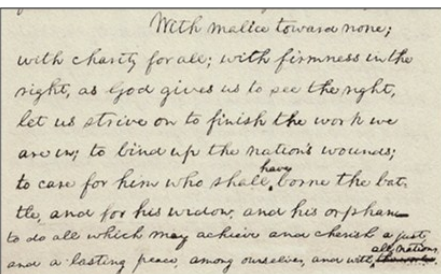 With malice toward none;
with charity for all; with firmness in the
right, as God gives us to see the right,
let us strive on to finish the work we
are in; to bind up the nation's wounds;
to care for him who shall have borne the bat-
tle, and for his widow, and his orphan—
to do all which may achieve and cherish a just,
and a lasting peace, among ourselves, and with all nations.